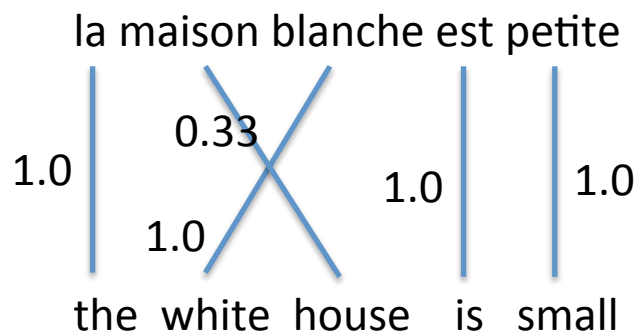 la maison blanche est petite
0.33
1.0
1.0 1.0
1.0
the white house is small